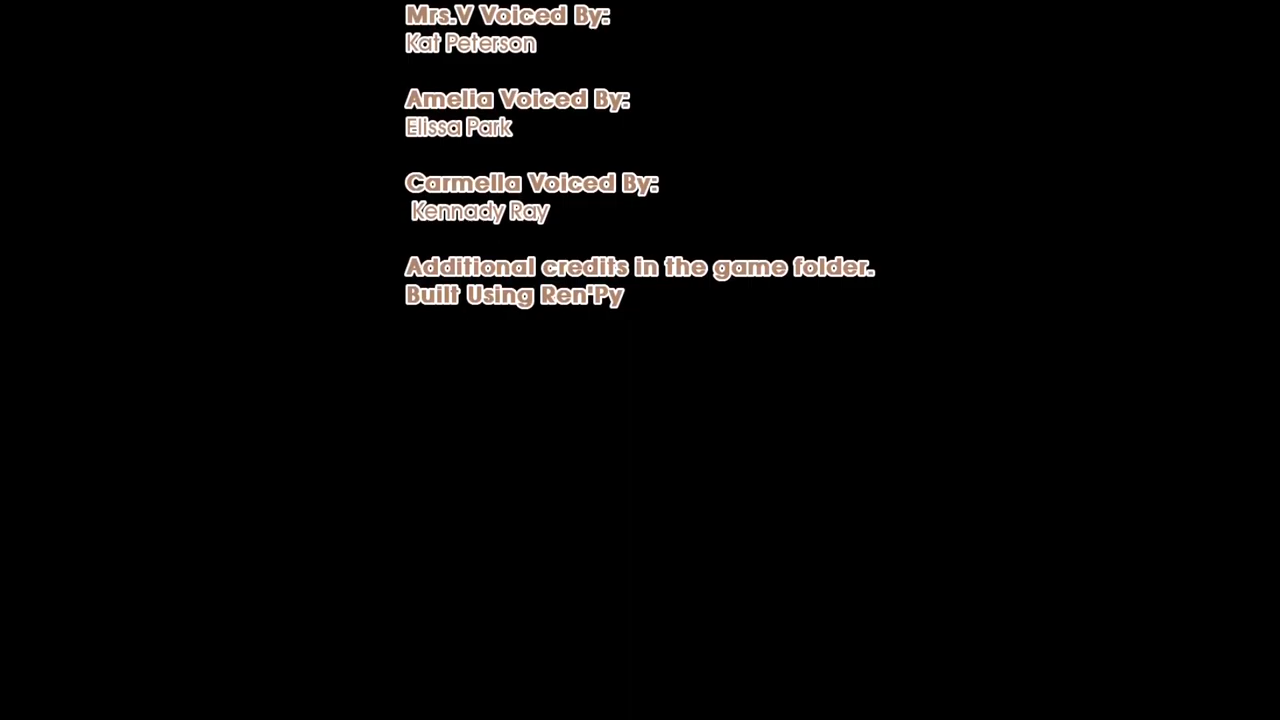 Mrs.V Voiced By:
Kat Peterson
Amelia Voiced By:
Elissa Park
Carmella Voiced By:
Kennady Ray
Additional credits in the game folder.
Built Using Ren'Py